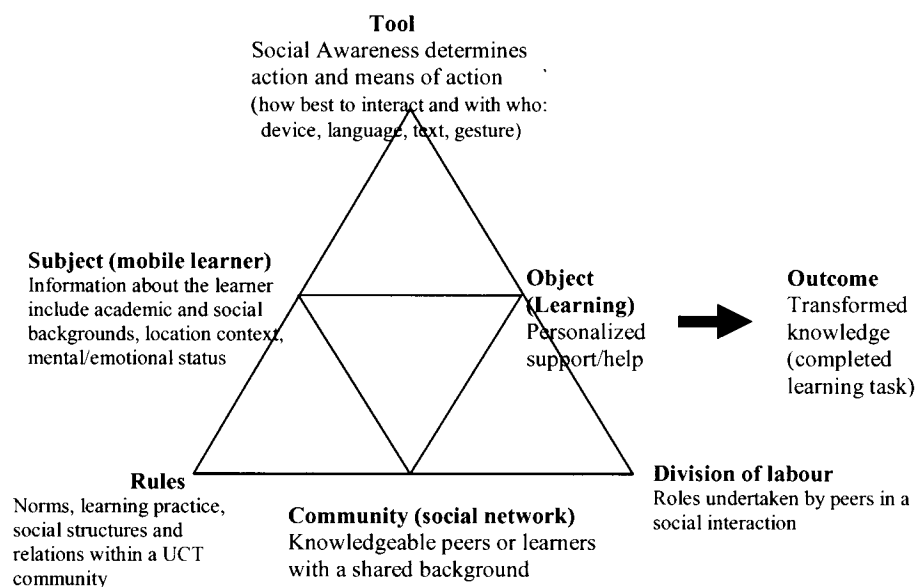 Tool
Social Awareness determines
action and means of action
(how best to interact and with who:
device, language, text, gesture)
Subject (mobile learner)
Information about the learner
include academic and social
backgrounds, location context,
mental/emotional status
Object
(Learning)
Personalized
support/help
Outcome
Transformed
knowledge
(completed
learning task)
Rules
Norms, learning practice,
social structures and
relations within a UCT
community
Community (social network)
Knowledgeable peers or learners
with a shared background
Division of labour
Roles undertaken by peers in a
social interaction